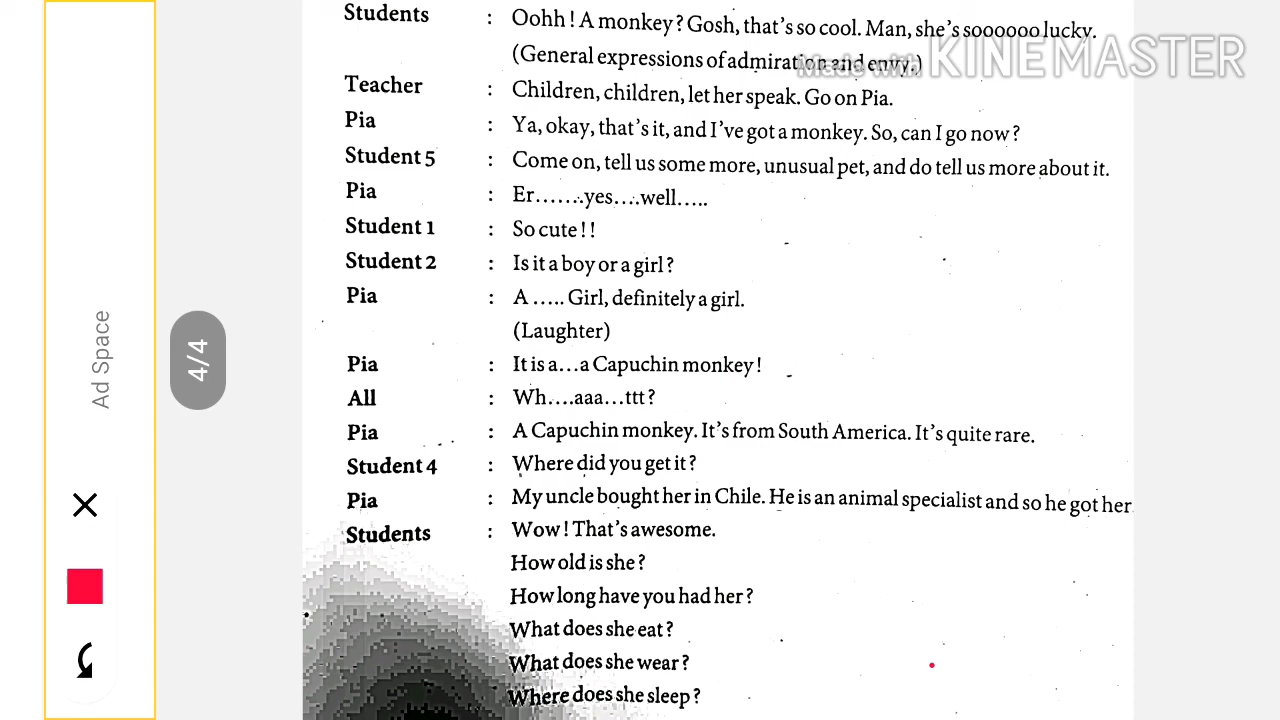 Students : Oohh ! A monkey ? Gosh, that's so cool. Man, she's soooooo lucky.
(General expressions of admiration and envy.)
Made with KINEMASTER
Teacher : Children, children, let her speak. Go on Pia.
Pia : Ya, okay, that's it, and I've got a monkey. So, can I go now ?
Student 5 : Come on, tell us some more, unusual pet, and do tell us more about it.
Pia : Er.......yes....well.....
Student 1 : So cute ! !
Student 2 : Is it a boy or a girl ?
Pia : A ..... Girl, definitely a girl.
(Laughter)
Pia : It is a...a Capuchin monkey !
All : Wh....aaa...ttt ?
Pia : A Capuchin monkey. It's from South America. It's quite rare.
Student 4 : Where did you get it ?
Pia : My uncle bought her in Chile. He is an animal specialist and so he got her
Students : Wow ! That's awesome.
How old is she ?
How long have you had her ?
What does she eat ?
What does she wear ?
Where does she sleep ?
Ad Space
4/4